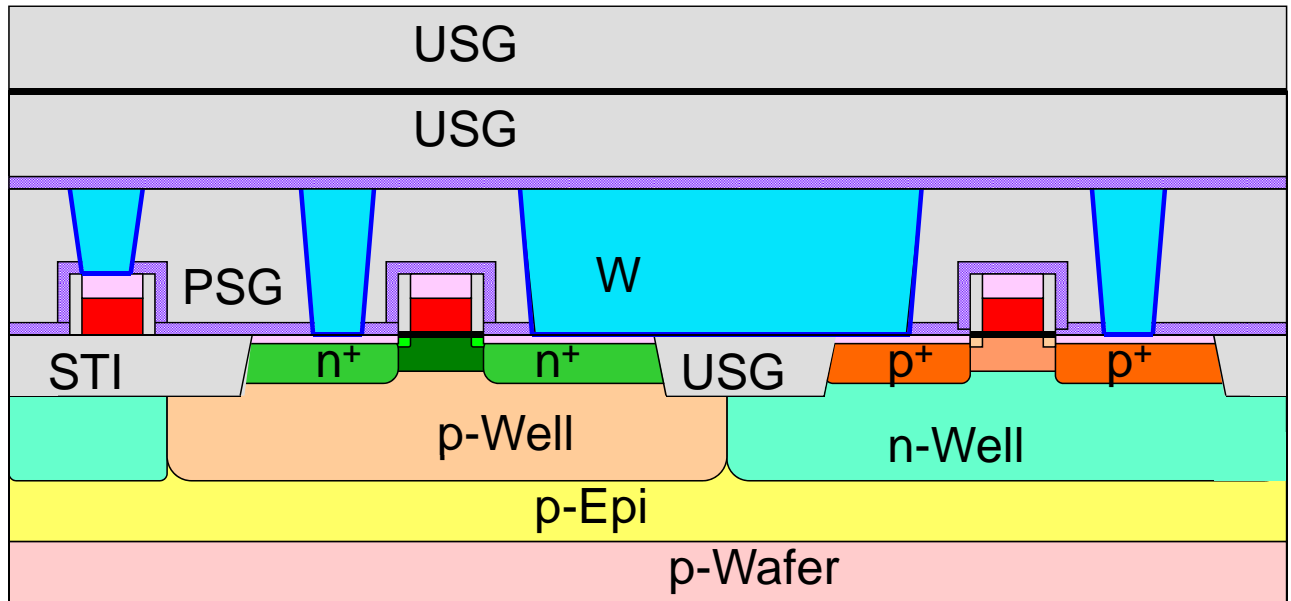 USG
USG
W
PSG
n⁺ n⁺ p⁺ p⁺
STI USG
p-Well
n-Well
p-Epi
p-Wafer